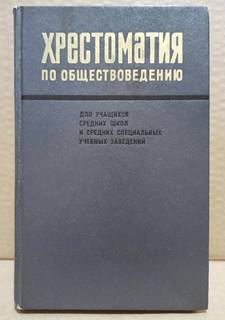 ХРЕСТОМАТИЯ
ПО ОБЩЕСТВОВЕДЕНИЮ
ДЛЯ УЧАЩИХСЯ
СРЕДНИХ ШКОЛ
И СРЕДНИХ СПЕЦИАЛЬНЫХ
УЧЕБНЫХ ЗАВЕДЕНИЙ